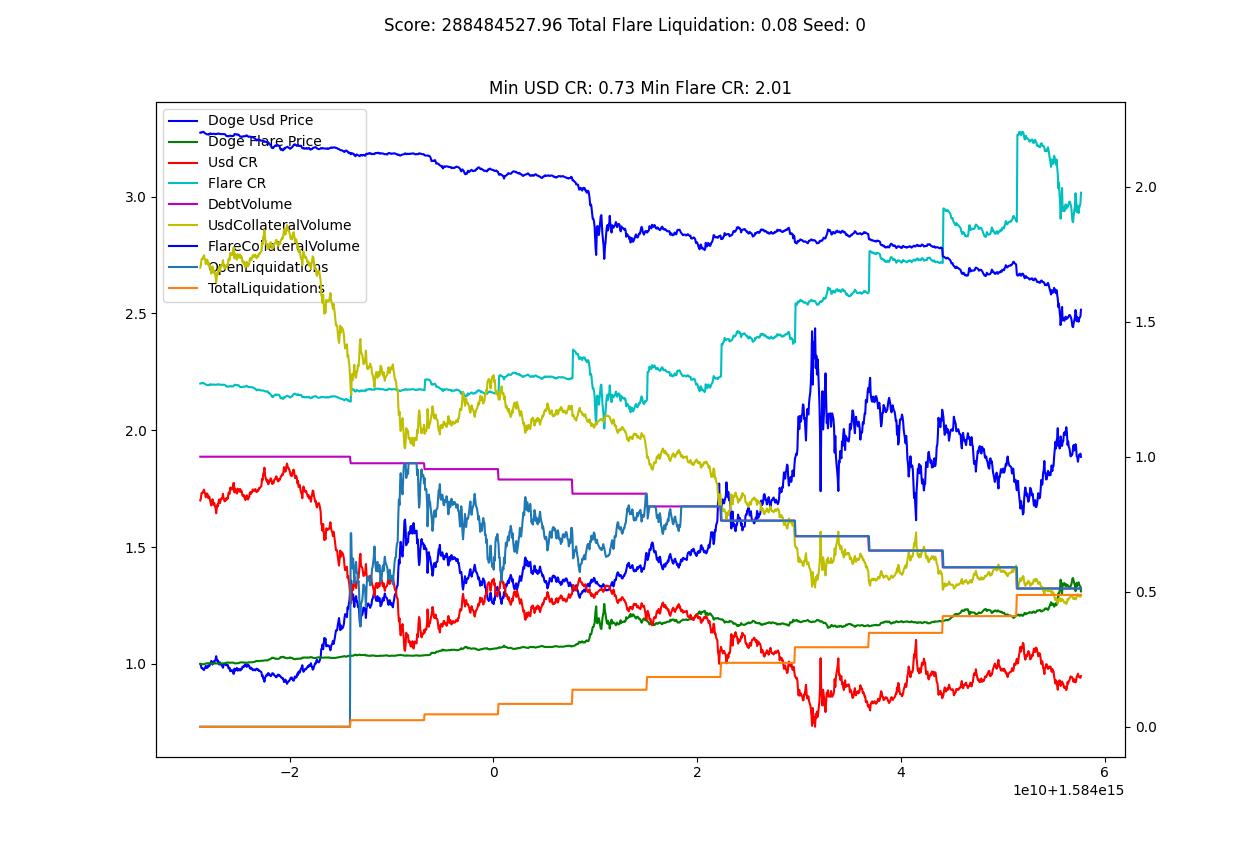 Score: 288484527.96 Total Flare Liquidation: 0.08 Seed: 0
Min USD CR: 0.73 Min Flare CR: 2.01
Doge Usd Price
Doge Flare Price
Usd CR
Flare CR
DebtVolume
UsdCollateralVolume
FlareCollateralVolume
OpenLiquidations
TotalLiquidations
3.0
2.5
2.0
1.5
1.0
2.0
1.5
1.0
0.5
0.0
−2
0
2
4
6
1e10+1.584e15